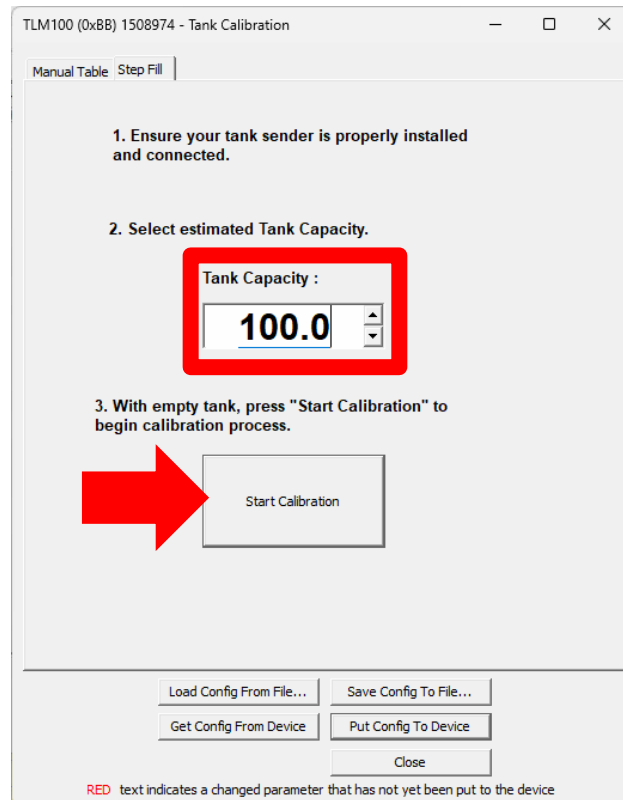 TLM100 (0xBB) 1508974 - Tank Calibration
Manual Table Step Fill
1. Ensure your tank sender is properly installed
and connected.
2. Select estimated Tank Capacity.
Tank Capacity :
100.0
3. With empty tank, press "Start Calibration" to
begin calibration process.
Start Calibration
Load Config From File... Save Config To File...
Get Config From Device Put Config To Device
Close
RED text indicates a changed parameter that has not yet been put to the device